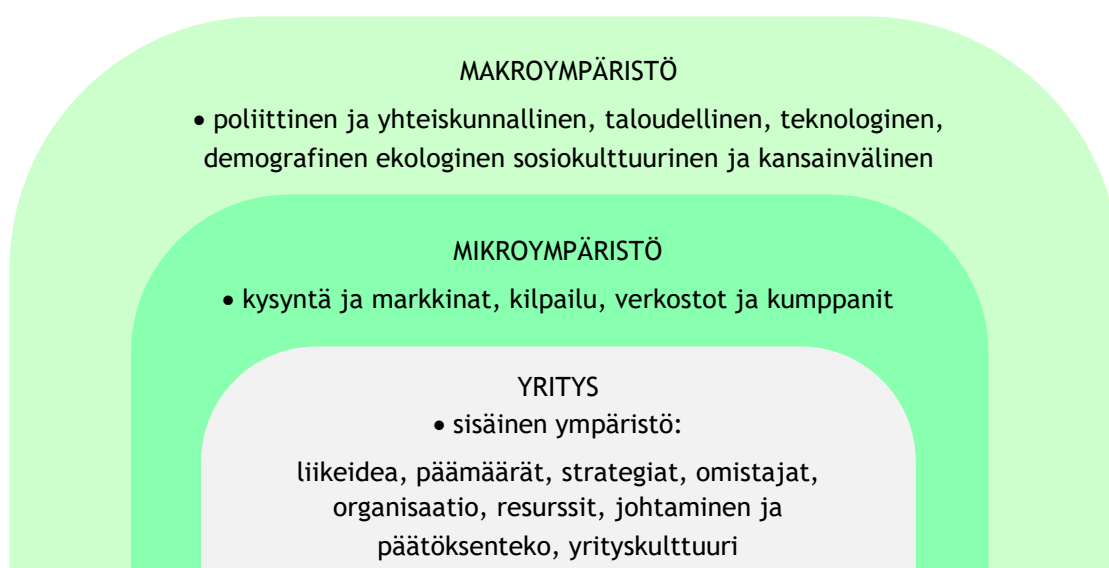 MAKROYMPÄRISTÖ
• poliittinen ja yhteiskunnallinen, taloudellinen, teknologinen,
demografinen ekologinen sosiokulttuurinen ja kansainvälinen
MIKROYMPÄRISTÖ
• kysyntä ja markkinat, kilpailu, verkostot ja kumppanit
YRITYS
• sisäinen ympäristö:
liikeidea, päämäärät, strategiat, omistajat,
organisaatio, resurssit, johtaminen ja
päätöksenteko, yrityskulttuuri